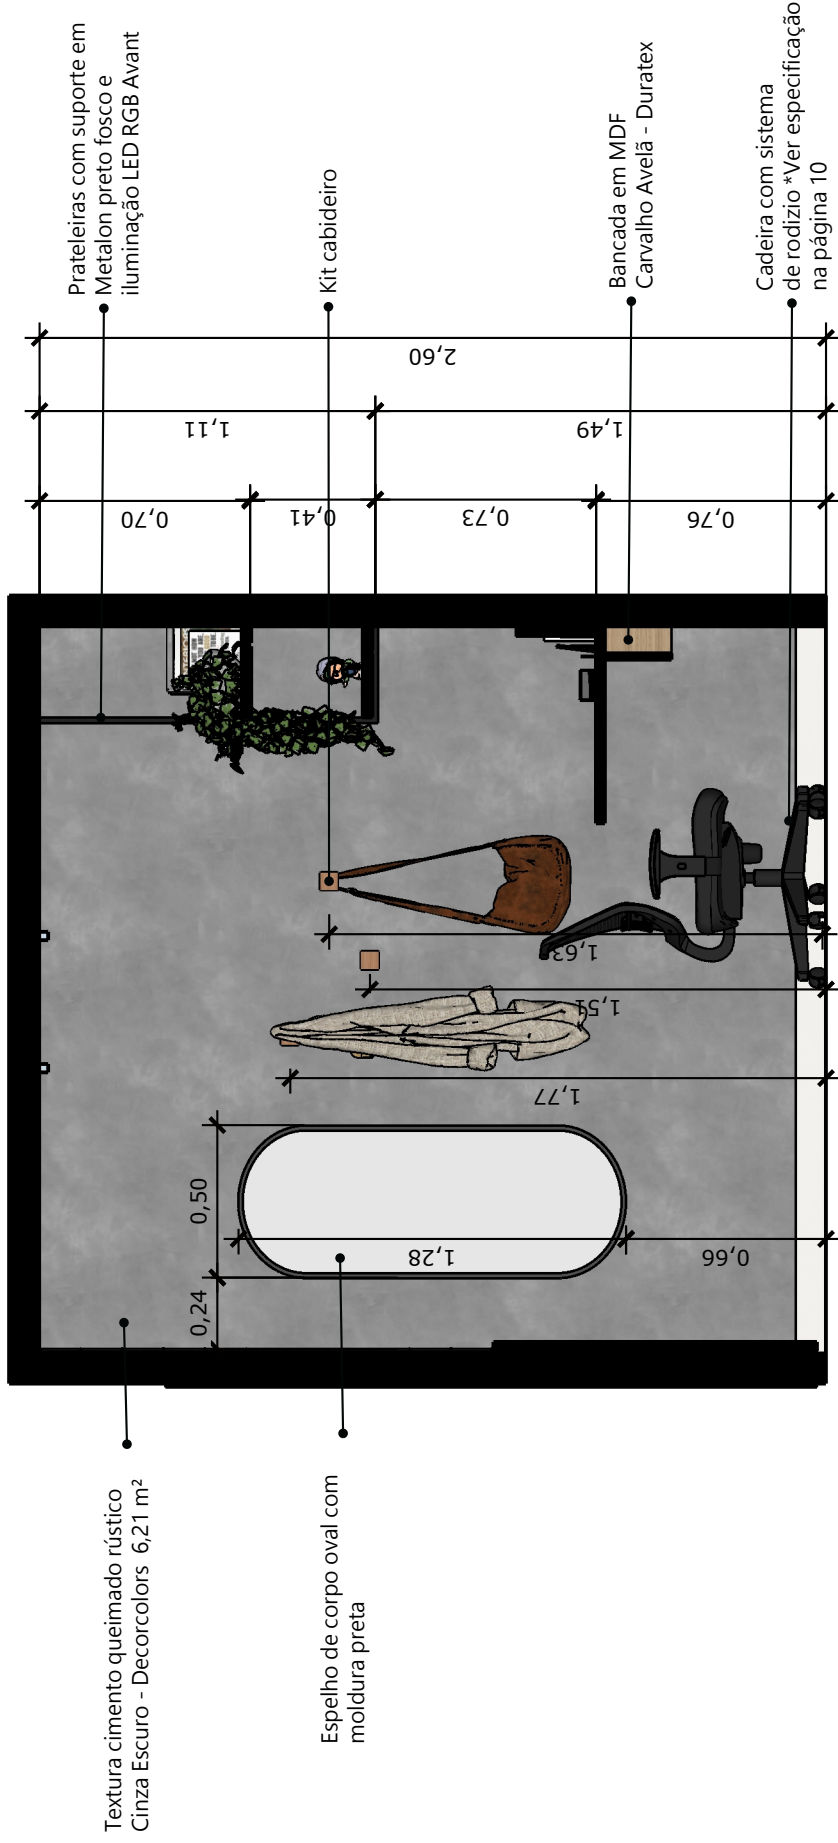 Textura cimento queimado rústico
Cinza Escuro - Decorcolors 6,21 m²
Espelho de corpo oval com
moldura preta
Prateleiras com suporte em
Metalon preto fosco e
iluminação LED RGB Avant
Kit cabideiro
Bancada em MDF
Carvalho Avelã - Duratex
Cadeira com sistema
de rodizio *Ver especificação
na página 10
0,24
0,50
1,28
0,66
1,77
1,51
1,63
0,70
0,41
0,73
0,76
1,11
1,49
2,60